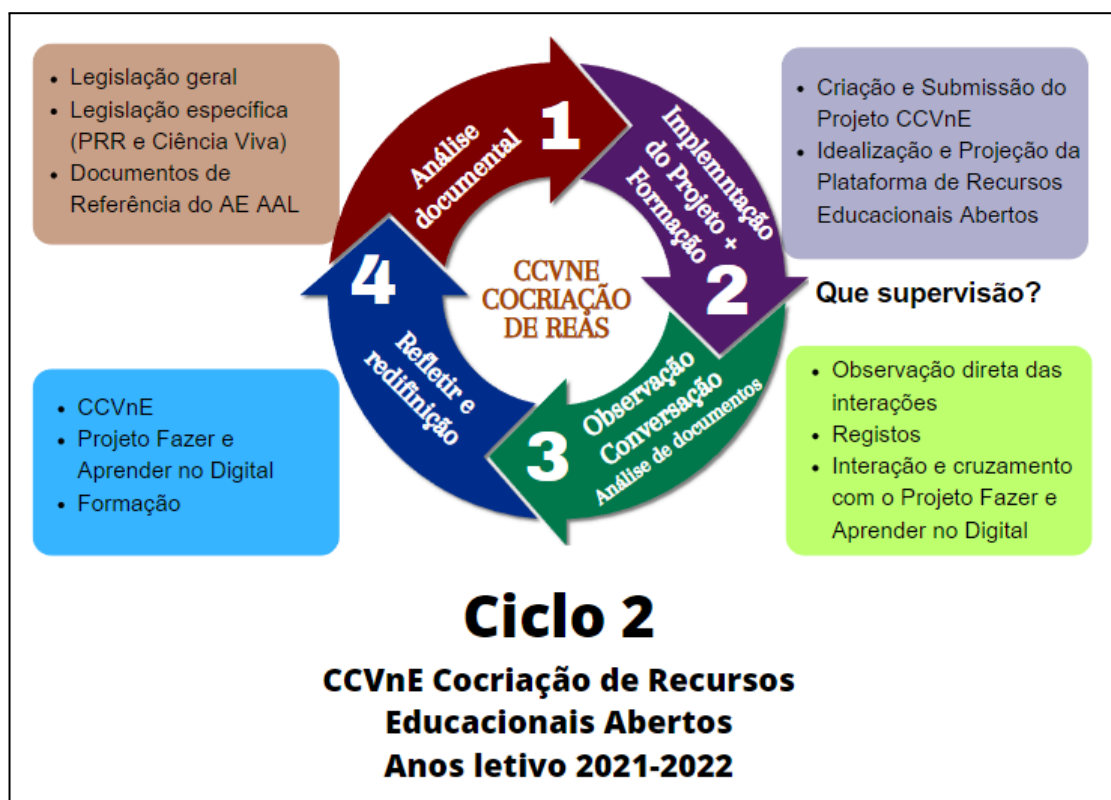 • Legislação geral
• Legislação específica
(PRR e Ciência Viva)
• Documentos de
Referência do AE AAL
1
Análise
documental
• Criação e Submissão do
Projeto CCVnE
• Idealização e Projeção da
Plataforma de Recursos
Educacionais Abertos
2
Implemntação
do Projeto +
Formação
CCVNE
COCRIAÇÃO
DE REAS
Que supervisão?
3
Observação
Conversação
Análise de documentos
• Observação direta das
interações
• Registos
• Interação e cruzamento
com o Projeto Fazer e
Aprender no Digital
4
Refletir e
redifinição
• CCVnE
• Projeto Fazer e
Aprender no Digital
• Formação
Ciclo 2
CCVnE Cocriação de Recursos
Educacionais Abertos
Anos letivo 2021-2022